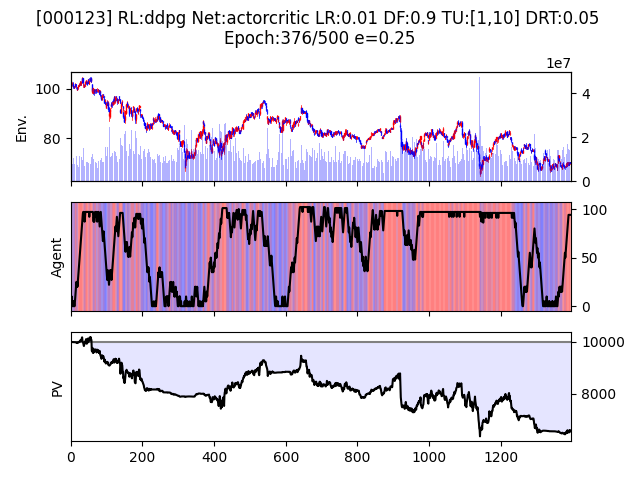 [000123] RL:ddpg Net:actorcritic LR:0.01 DF:0.9 TU:[1,10] DRT:0.05
Epoch:376/500 e=0.25
1e7
100
80
Env.
4
2
0
Agent
100
50
0
PV
10000
8000
0 200 400 600 800 1000 1200